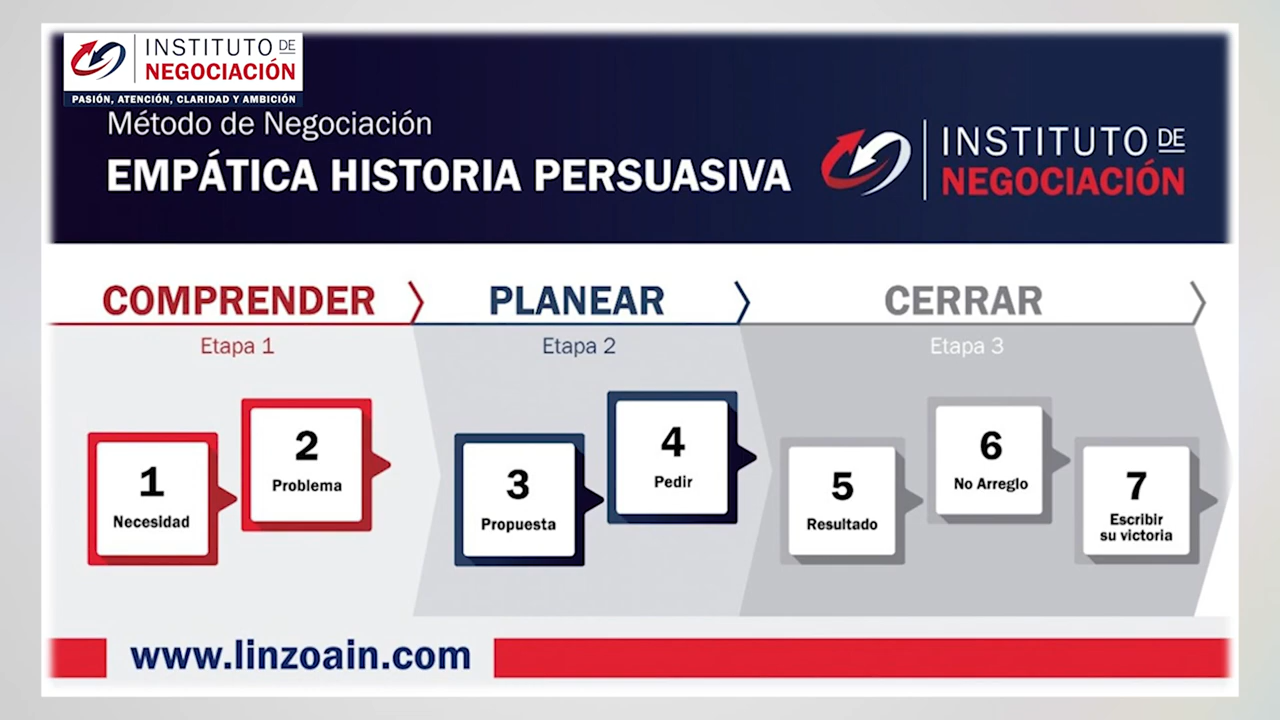 INSTITUTO DE
NEGOCIACIÓN
PASIÓN, ATENCIÓN, CLARIDAD Y AMBICIÓN
Método de Negociación
EMPÁTICA HISTORIA PERSUASIVA
INSTITUTO DE
NEGOCIACIÓN
COMPRENDER
Etapa 1
PLANEAR
Etapa 2
CERRAR
Etapa 3
1
Necesidad
2
Problema
3
Propuesta
4
Pedir
5
Resultado
6
No Arreglo
7
Escribir
su victoria
www.linzoain.com